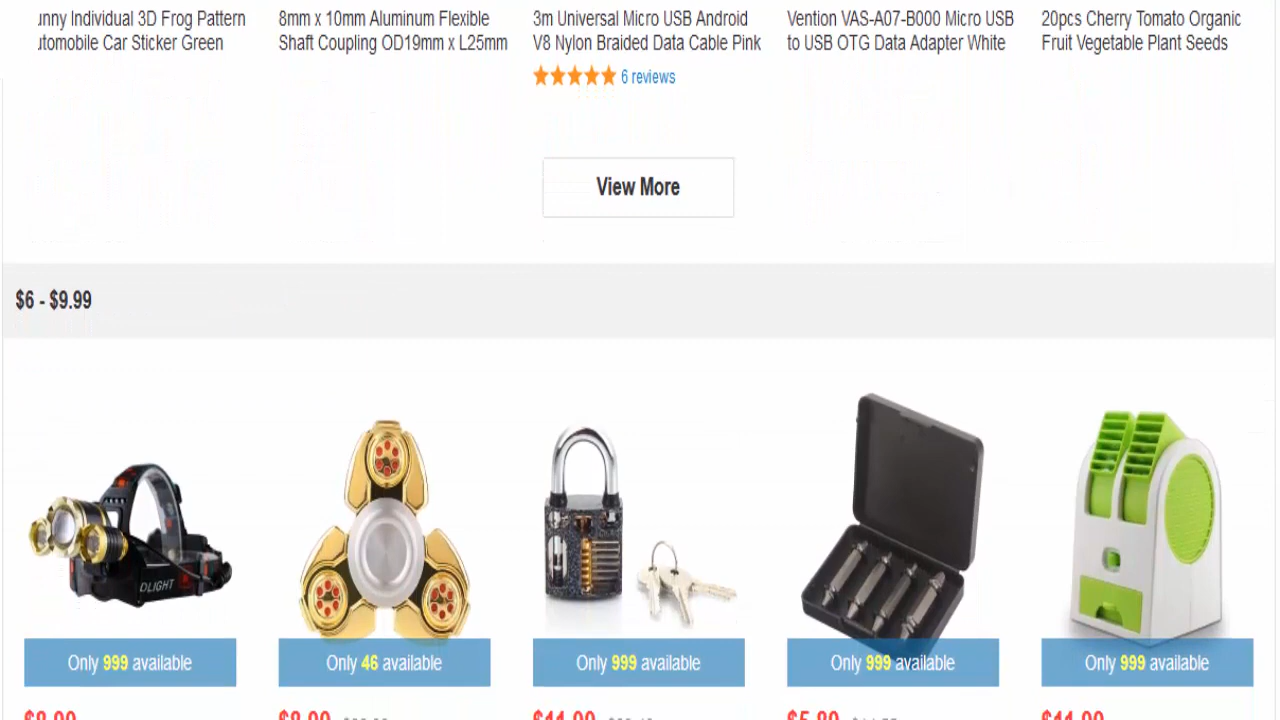 unny Individual 3D Frog Pattern
utomobile Car Sticker Green
8mm x 10mm Aluminum Flexible
Shaft Coupling OD19mm x L25mm
3m Universal Micro USB Android
V8 Nylon Braided Data Cable Pink
6 reviews
Vention VAS-A07-B000 Micro USB
to USB OTG Data Adapter White
20pcs Cherry Tomato Organic
Fruit Vegetable Plant Seeds
View More
$6 - $9.99
DLIGHT
Only 999 available
Only 46 available
Only 999 available
Only 999 available
Only 999 available